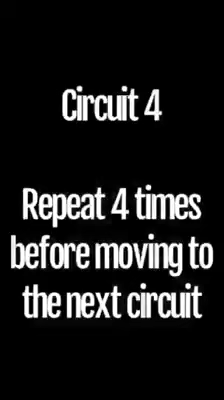 Circuit 4
Repeat 4 times
before moving to
the next circuit